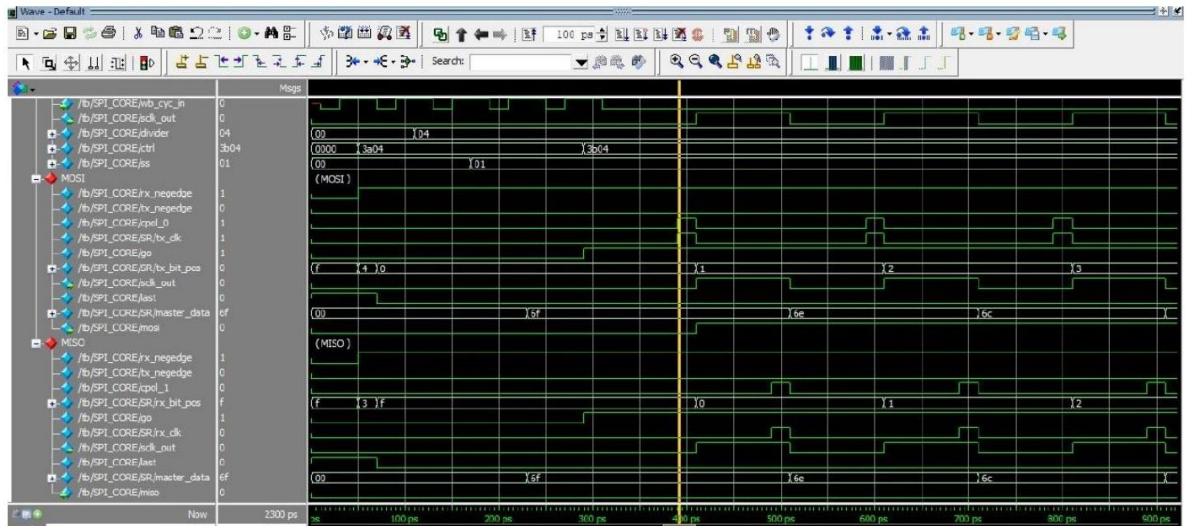 Wave - Default
100 ps
Search:
Msgs
/tb/SPI_CORE/wb_cyc_in 0
/tb/SPI_CORE/sclk_out 0
/tb/SPI_CORE/divider 04 (00 04
/tb/SPI_CORE/ctrl 3b04 (0000 3a04 3b04
/tb/SPI_CORE/ss 01 (00 01
MOSI (MOSI)
/tb/SPI_CORE/rx_negedge 1
/tb/SPI_CORE/tx_negedge 0
/tb/SPI_CORE/cpol_0 1
/tb/SPI_CORE/SR/tx_clk 1
/tb/SPI_CORE/go 1
/tb/SPI_CORE/SR/tx_bit_pos 0 (f 4 0 1 2 3
/tb/SPI_CORE/sclk_out 0
/tb/SPI_CORE/last 0
/tb/SPI_CORE/SR/master_data 6f (00 6f 6e 6c
/tb/SPI_CORE/mosi 0
MISO (MISO)
/tb/SPI_CORE/rx_negedge 1
/tb/SPI_CORE/tx_negedge 0
/tb/SPI_CORE/cpol_1 0
/tb/SPI_CORE/SR/rx_bit_pos f (f 3 f 0 1 2
/tb/SPI_CORE/go 1
/tb/SPI_CORE/SR/rx_clk 0
/tb/SPI_CORE/sclk_out 0
/tb/SPI_CORE/last 0
/tb/SPI_CORE/SR/master_data 6f (00 6f 6e 6c
/tb/SPI_CORE/miso 0
Now 2300 ps ps 100 ps 200 ps 300 ps 400 ps 500 ps 600 ps 700 ps 800 ps 900 ps